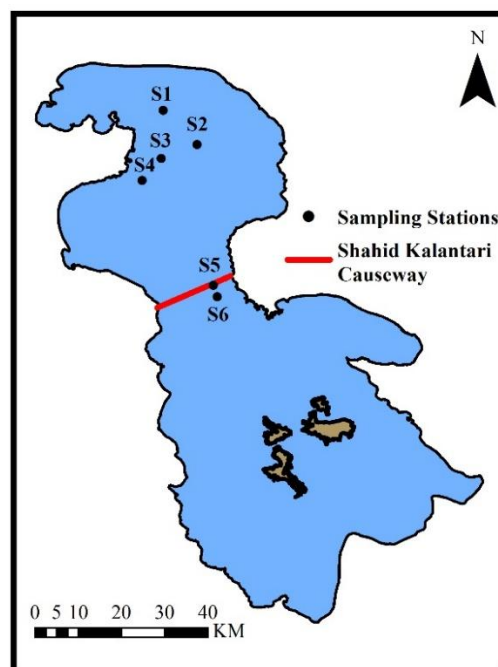 N
S1
S2
S3
S4
Sampling Stations
Shahid Kalantari
Causeway
S5
S6
0 5 10 20 30 40
KM